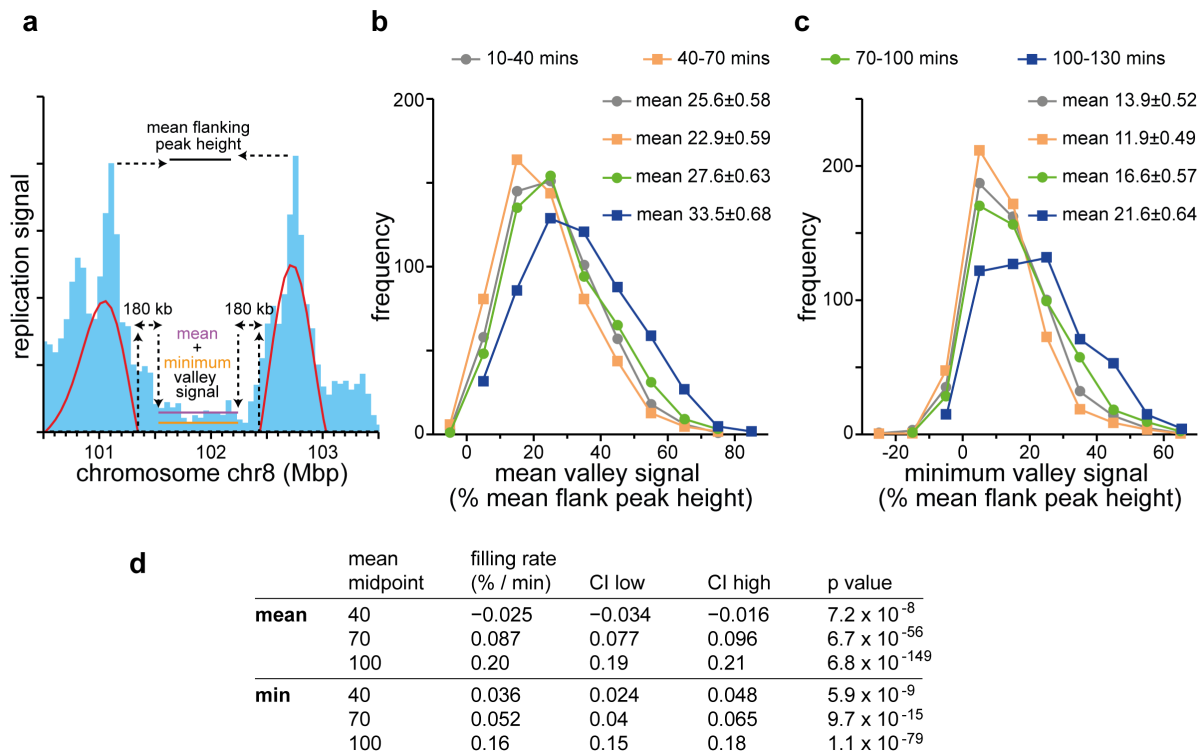 a
b
c
10-40 mins
40-70 mins
70-100 mins
100-130 mins
replication signal
mean flanking
peak height
180 kb
180 kb
mean
+
minimum
valley
signal
101
102
103
chromosome chr8 (Mbp)
frequency
200
100
0
mean 25.6±0.58
mean 22.9±0.59
mean 27.6±0.63
mean 33.5±0.68
0
20
40
60
80
mean valley signal
(% mean flank peak height)
frequency
200
100
0
mean 13.9±0.52
mean 11.9±0.49
mean 16.6±0.57
mean 21.6±0.64
-20
0
20
40
60
minimum valley signal
(% mean flank peak height)
d
mean filling rate
midpoint (% / min) CI low CI high p value
mean 40 −0.025 −0.034 −0.016 7.2 x 10⁻⁸
70 0.087 0.077 0.096 6.7 x 10⁻⁵⁶
100 0.20 0.19 0.21 6.8 x 10⁻¹⁴⁹
min 40 0.036 0.024 0.048 5.9 x 10⁻⁹
70 0.052 0.04 0.065 9.7 x 10⁻¹⁵
100 0.16 0.15 0.18 1.1 x 10⁻⁷⁹